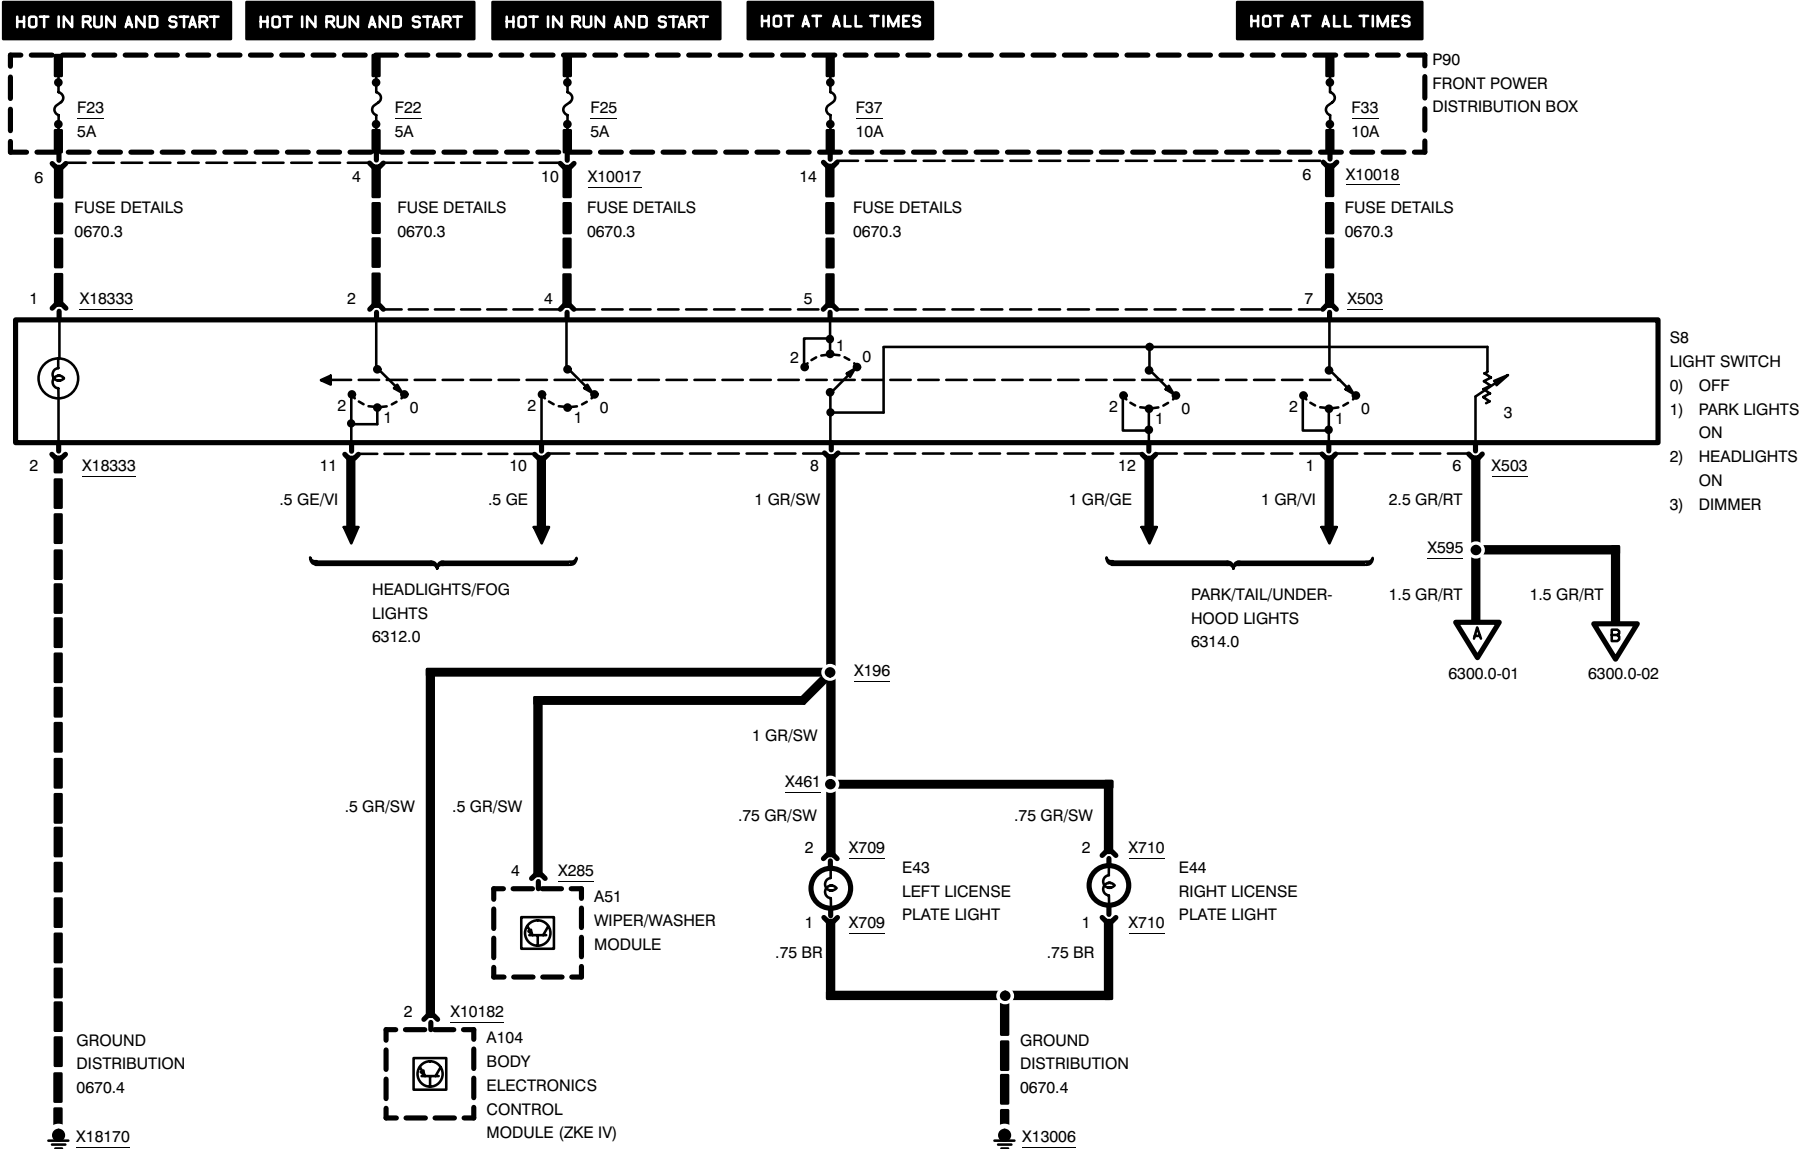 HOT IN RUN AND START
HOT IN RUN AND START
HOT IN RUN AND START
HOT AT ALL TIMES
HOT AT ALL TIMES
P90
FRONT POWER
DISTRIBUTION BOX
F23
5A
F22
5A
F25
5A
F37
10A
F33
10A
6
4
10
X10017
14
6
X10018
FUSE DETAILS
0670.3
FUSE DETAILS
0670.3
FUSE DETAILS
0670.3
FUSE DETAILS
0670.3
FUSE DETAILS
0670.3
1
X18333
2
4
5
7
X503
2
1
0
2
1
0
2
1
0
2
1
0
2
1
0
3
S8
LIGHT SWITCH
0) OFF
1) PARK LIGHTS
ON
2) HEADLIGHTS
ON
3) DIMMER
2
X18333
11
10
8
12
1
6
X503
.5 GE/VI
.5 GE
1 GR/SW
1 GR/GE
1 GR/VI
2.5 GR/RT
X595
HEADLIGHTS/FOG
LIGHTS
6312.0
PARK/TAIL/UNDER-
HOOD LIGHTS
6314.0
1.5 GR/RT
1.5 GR/RT
A
B
6300.0-01
6300.0-02
X196
1 GR/SW
X461
.5 GR/SW
.5 GR/SW
.75 GR/SW
.75 GR/SW
2
X709
2
X710
4
X285
E43
LEFT LICENSE
PLATE LIGHT
E44
RIGHT LICENSE
PLATE LIGHT
A51
WIPER/WASHER
MODULE
1
X709
1
X710
.75 BR
.75 BR
2
X10182
A104
BODY
ELECTRONICS
CONTROL
MODULE (ZKE IV)
GROUND
DISTRIBUTION
0670.4
GROUND
DISTRIBUTION
0670.4
X18170
X13006